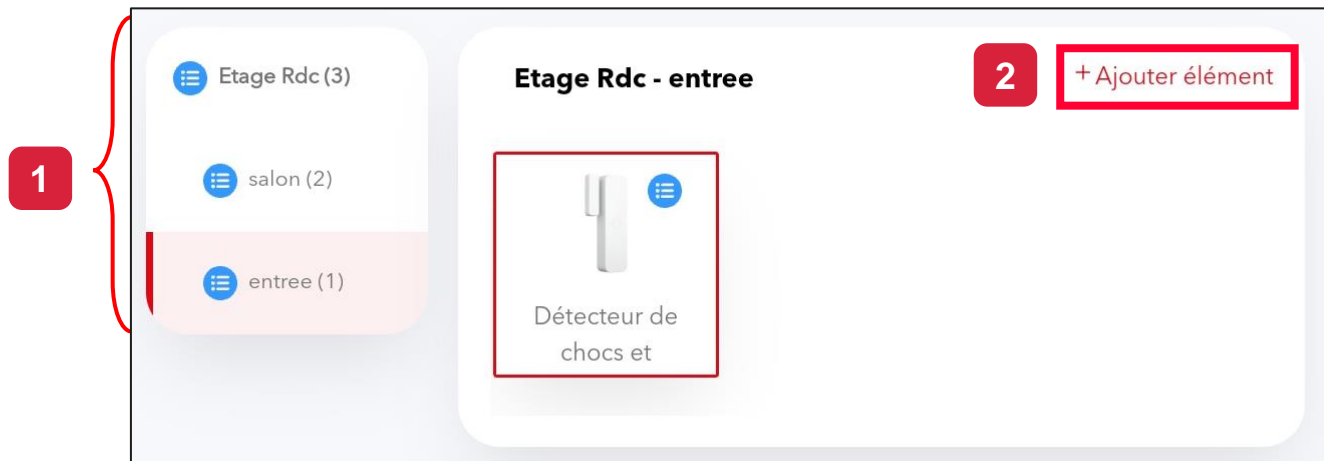 1
Etage Rdc (3)
salon (2)
entree (1)
Etage Rdc - entree
2
+ Ajouter élément
Détecteur de
chocs et